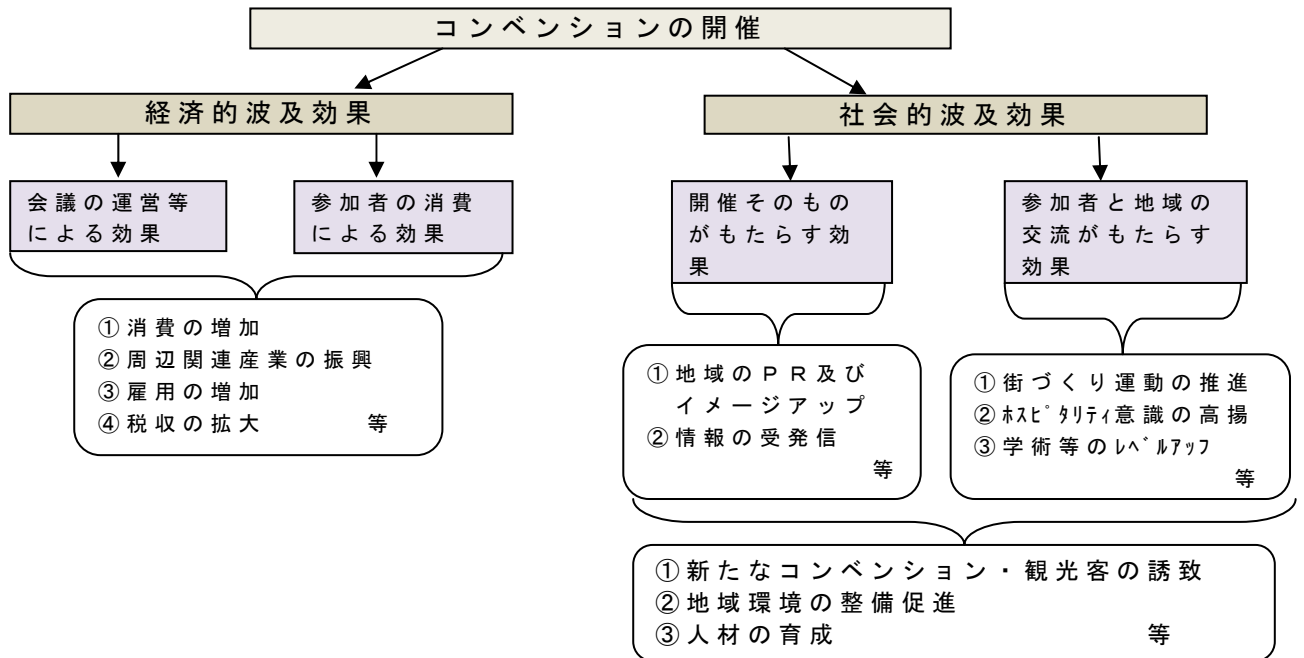 コンベンションの開催
経済的波及効果
社会的波及効果
会議の運営等
による効果
参加者の消費
による効果
開催そのもの
がもたらす効
果
参加者と地域の
交流がもたらす
効果
①消費の増加
②周辺関連産業の振興
③雇用の増加
④税収の拡大 等
①地域のＰＲ及び
イメージアップ
②情報の受発信
等
①街づくり運動の推進
②ﾎｽﾋﾟﾀﾘﾃｨ意識の高揚
③学術等のﾚﾍﾞﾙｱｯﾌ
等
①新たなコンベンション・観光客の誘致
②地域環境の整備促進
③人材の育成 等